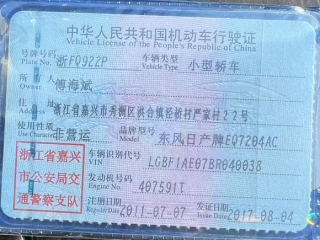 中华人民共和国机动车行驶证
Vehicle License of the People's Republic of China
号牌号码 浙FQ922P 车辆类型 小型轿车
Plate No. Vehicle Type
所有人 傅海斌
住址 浙江省嘉兴市秀洲区洪合镇泾桥村严家村22号
使用性质 非营运 品牌型号 东风日产牌EQ7204AC
Use Character Model
浙江省嘉兴
市公安局交
通警察支队
车辆识别代号 LGBF1AE07BR040038
VIN
发动机号码 407591T
Engine No.
注册日期 2011-07-07 发证日期 2017-08-04
Register Date Issue Date